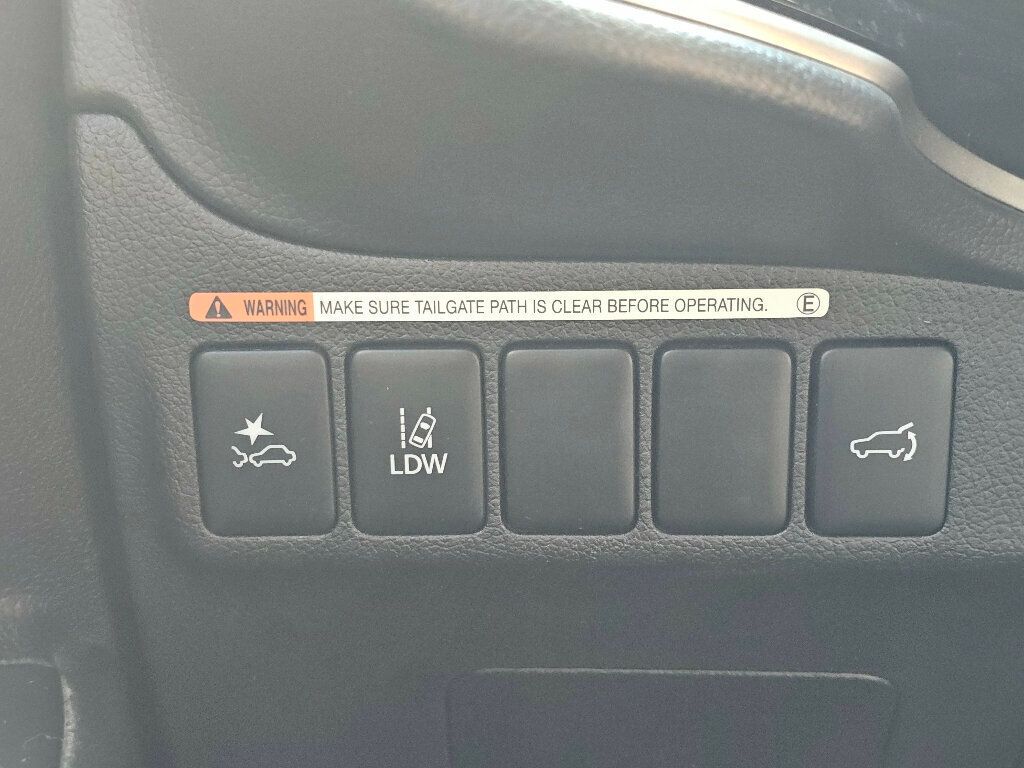 WARNING MAKE SURE TAILGATE PATH IS CLEAR BEFORE OPERATING. E
LDW